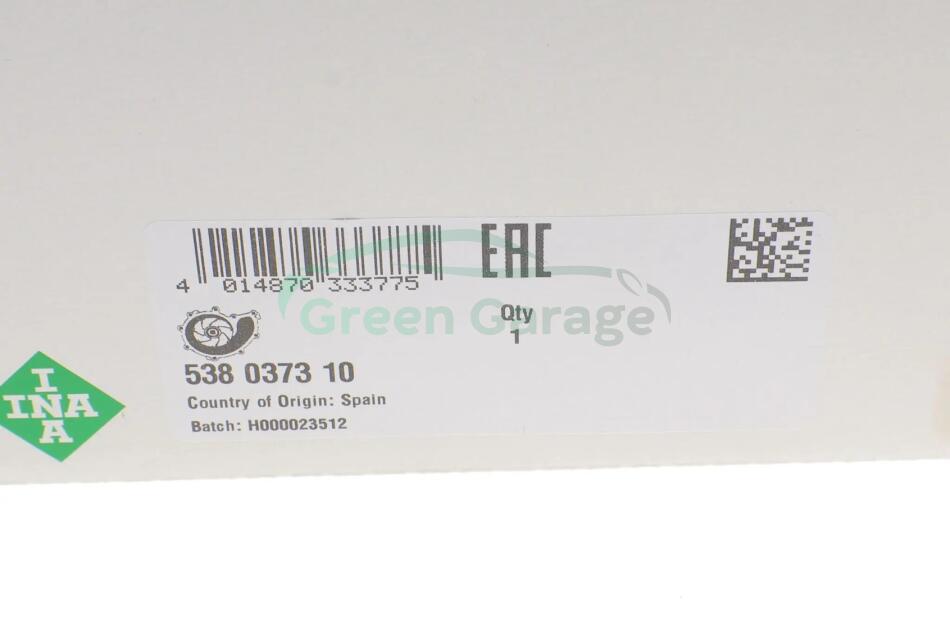 4 014870 333775
EAC
Qty
1
Green Garage
538 0373 10
Country of Origin: Spain
Batch: H000023512
I
INA
A